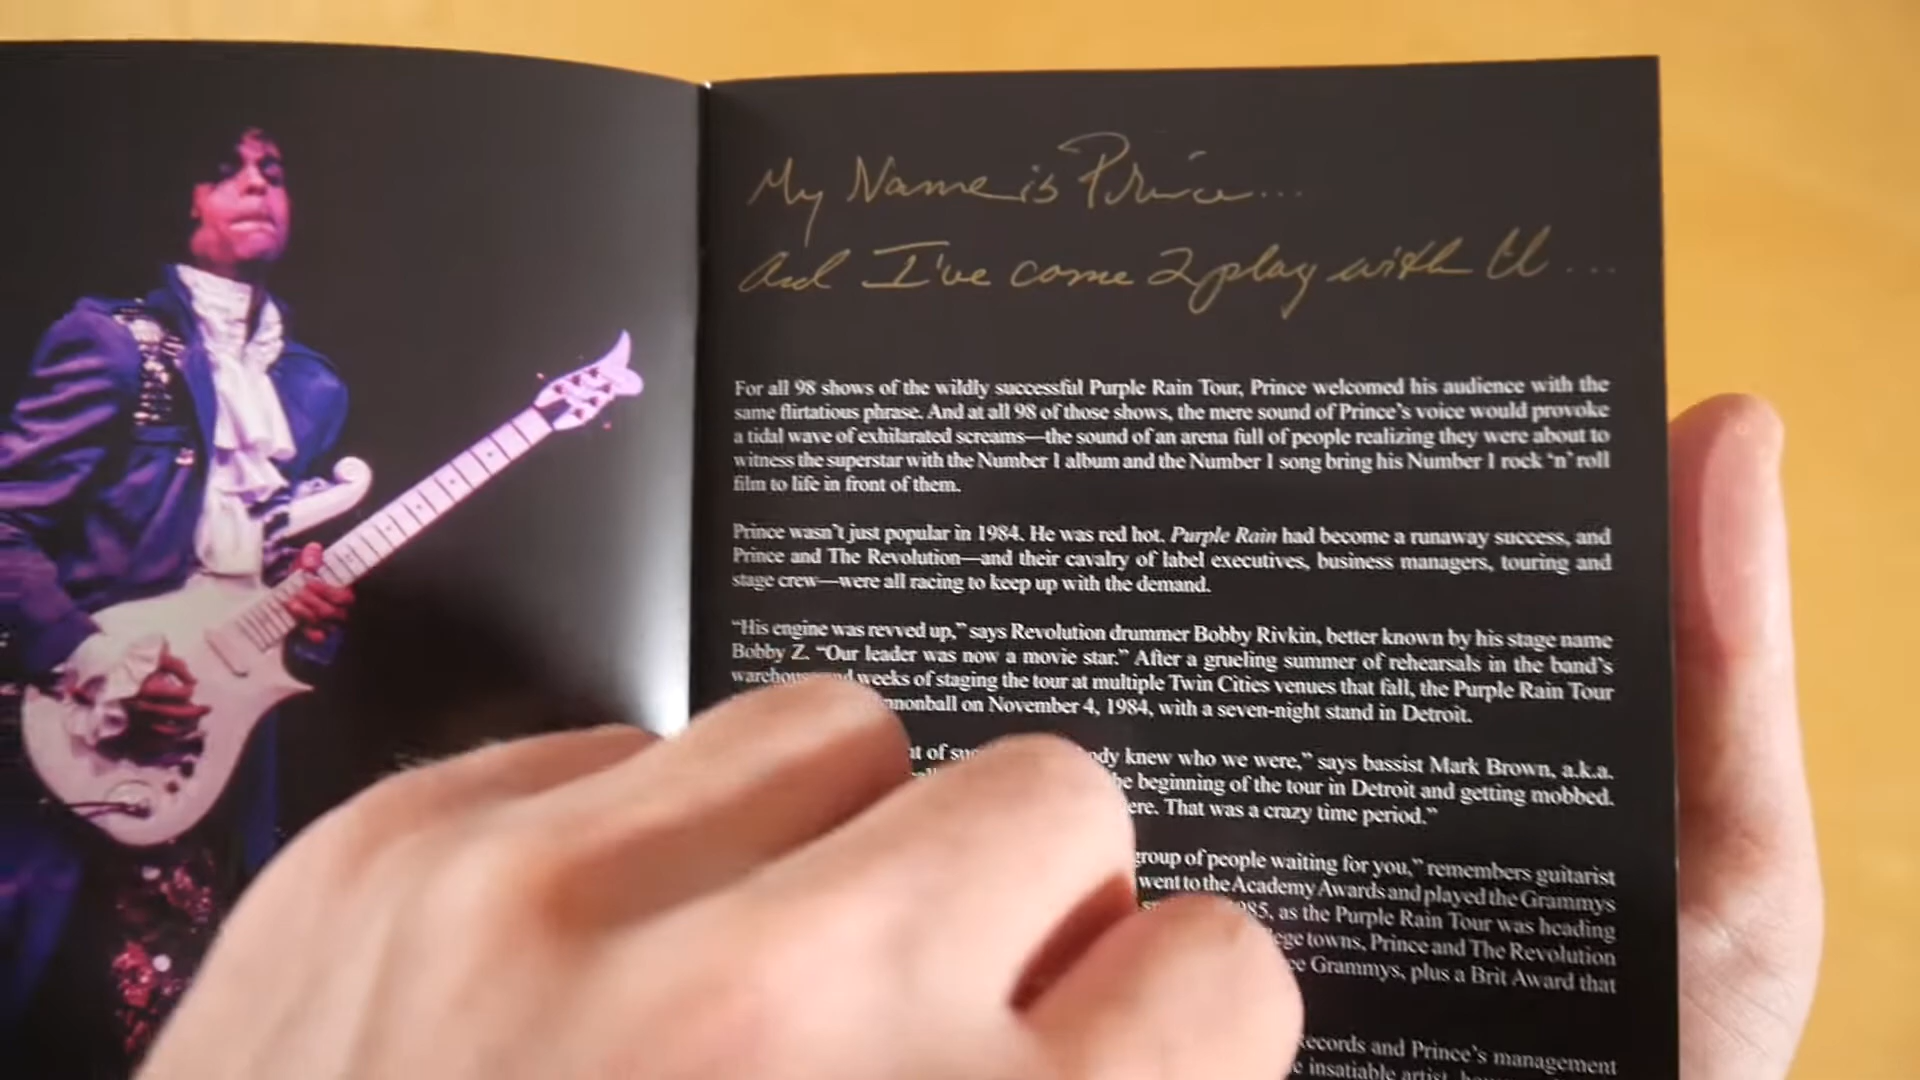 My Name is Prince...
And I've come 2 play with U...
For all 98 shows of the wildly successful Purple Rain Tour, Prince welcomed his audience with the
same flirtatious phrase. And at all 98 of those shows, the mere sound of Prince's voice would provoke
a tidal wave of exhilarated screams—the sound of an arena full of people realizing they were about to
witness the superstar with the Number 1 album and the Number 1 song bring his Number 1 rock 'n' roll
film to life in front of them.
Prince wasn't just popular in 1984. He was red hot. Purple Rain had become a runaway success, and
Prince and The Revolution—and their cavalry of label executives, business managers, touring and
stage crew—were all racing to keep up with the demand.
“His engine was revved up,” says Revolution drummer Bobby Rivkin, better known by his stage name
Bobby Z. “Our leader was now a movie star.” After a grueling summer of rehearsals in the band's
weeks of staging the tour at multiple Twin Cities venues that fall, the Purple Rain Tour
on November 4, 1984, with a seven-night stand in Detroit.
of knew who we were,” says bassist Mark Brown, a.k.a.
beginning of the tour in Detroit and getting mobbed.
That was a crazy time period.”
group of people waiting for you,” remembers guitarist
went to the Academy Awards and played the Grammys
as the Purple Rain Tour was heading
towns, Prince and The Revolution
Grammys, plus a Brit Award that
Records and Prince's management
insatiable artist,